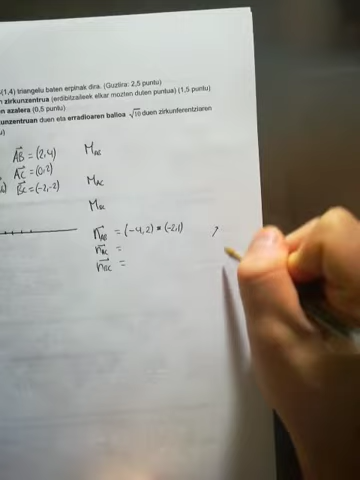 (1,4) triangelu baten erpinak dira. (Guztira: 2,5 puntu)
zirkunzentrua (erdibitzaileek elkar mozten duten puntua) (1,5 puntu)
azalera (0,5 puntu)
duen eta erradioaren balioa √10 duen zirkunferentziaren
AB = (2,4) M_AB
AC = (0,2) M_AC
BC = (-2,-2) M_BC
n_AB = (-4,2) = (-2,1)
n_AC =
n_BC =